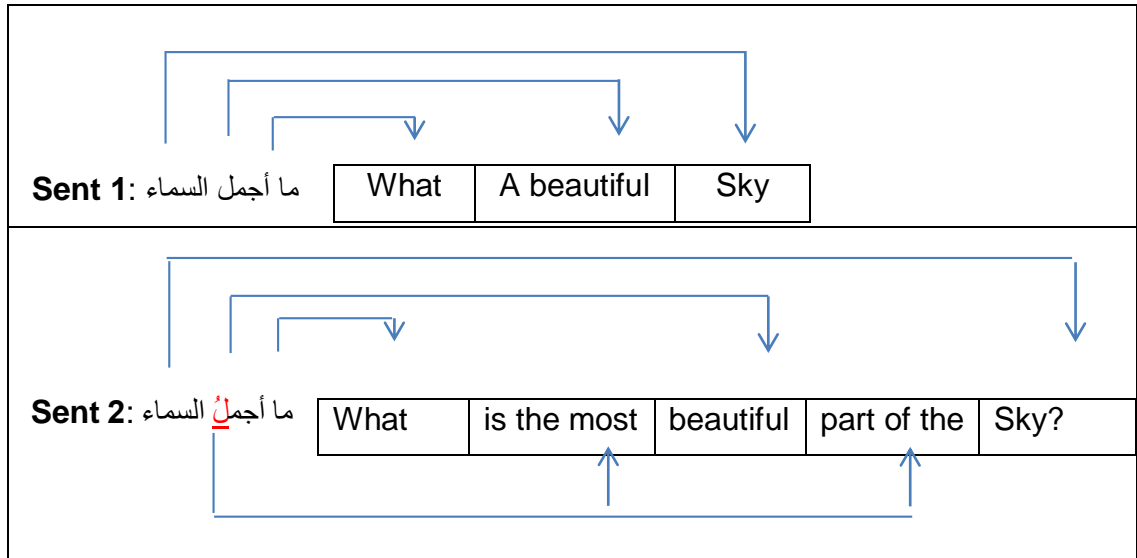 Sent 1: ما أجمل السماء What A beautiful Sky
Sent 2: ما أجملُ السماء What is the most beautiful part of the Sky?